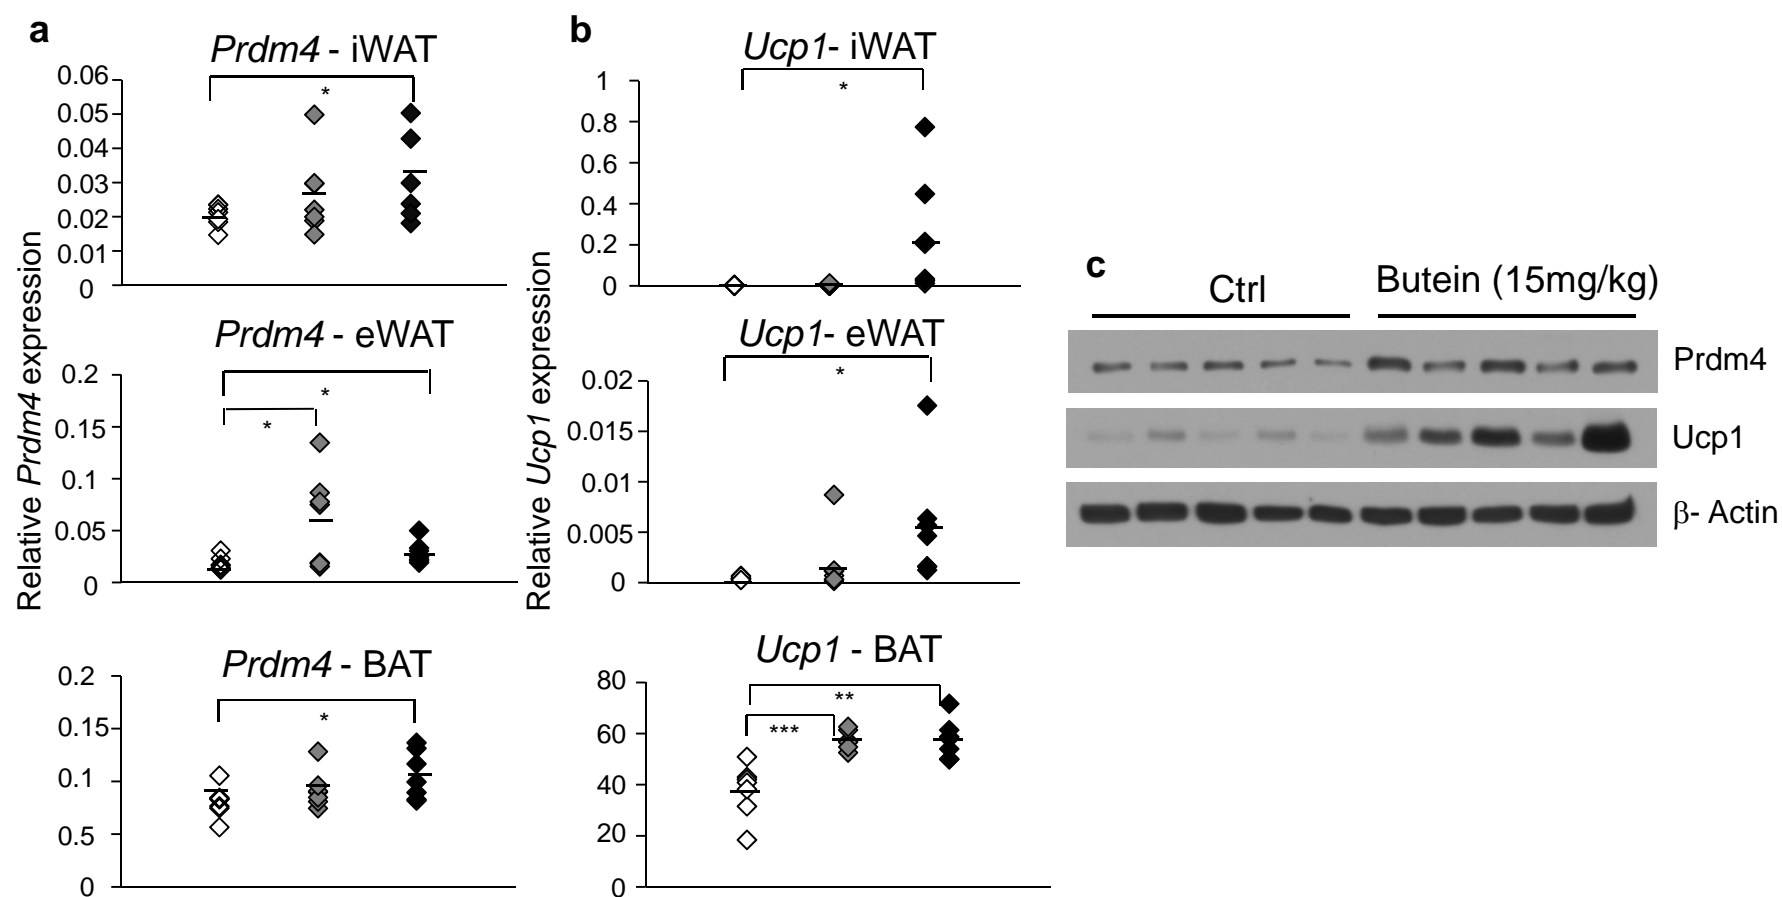 a
Prdm4 - iWAT
0.06
0.05
0.04
0.03
0.02
0.01
0
*
Prdm4 - eWAT
0.2
0.15
0.1
0.05
0
*
*
Prdm4 - BAT
0.2
0.15
0.1
0.5
0
*
Relative Prdm4 expression
b
Ucp1- iWAT
1
0.8
0.6
0.4
0.2
0
*
Ucp1- eWAT
0.02
0.015
0.01
0.005
0
*
Ucp1 - BAT
80
60
40
20
0
**
***
Relative Ucp1 expression
c
Ctrl
Butein (15mg/kg)
Prdm4
Ucp1
β- Actin